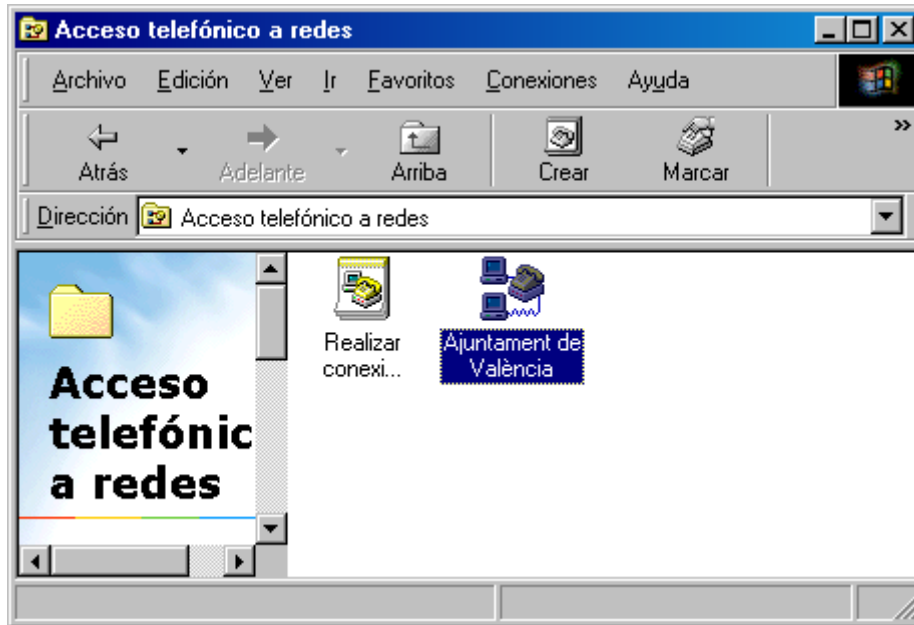 Acceso telefónico a redes
Archivo Edición Ver Ir Favoritos Conexiones Ayuda
Atrás Adelante Arriba Crear Marcar »
Dirección Acceso telefónico a redes
Acceso
telefónic
a redes
Realizar
conexi...
Ajuntament de
València